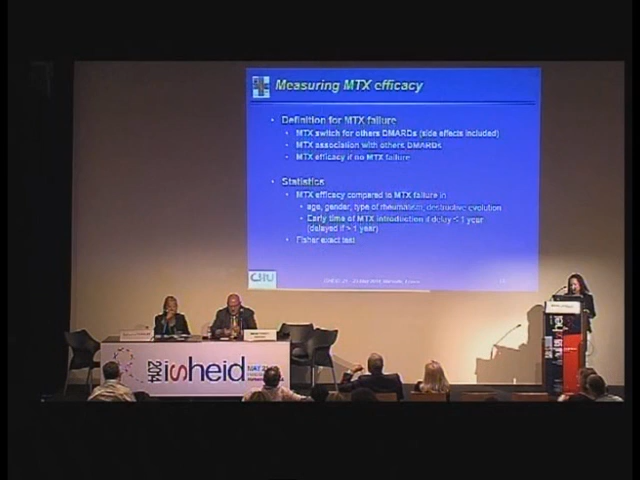 Measuring MTX efficacy
• Definition for MTX failure
• MTX switch for others DMARDs (side effects included)
• MTX association with others DMARDs
• MTX efficacy if no MTX failure
• Statistics
• MTX efficacy compared to MTX failure in
• age, gender, type of rheumatism, destructive evolution
• Early time of MTX introduction if delay < 1 year
(delayed if > 1 year)
• Fisher exact test
CHU
2014
isheid